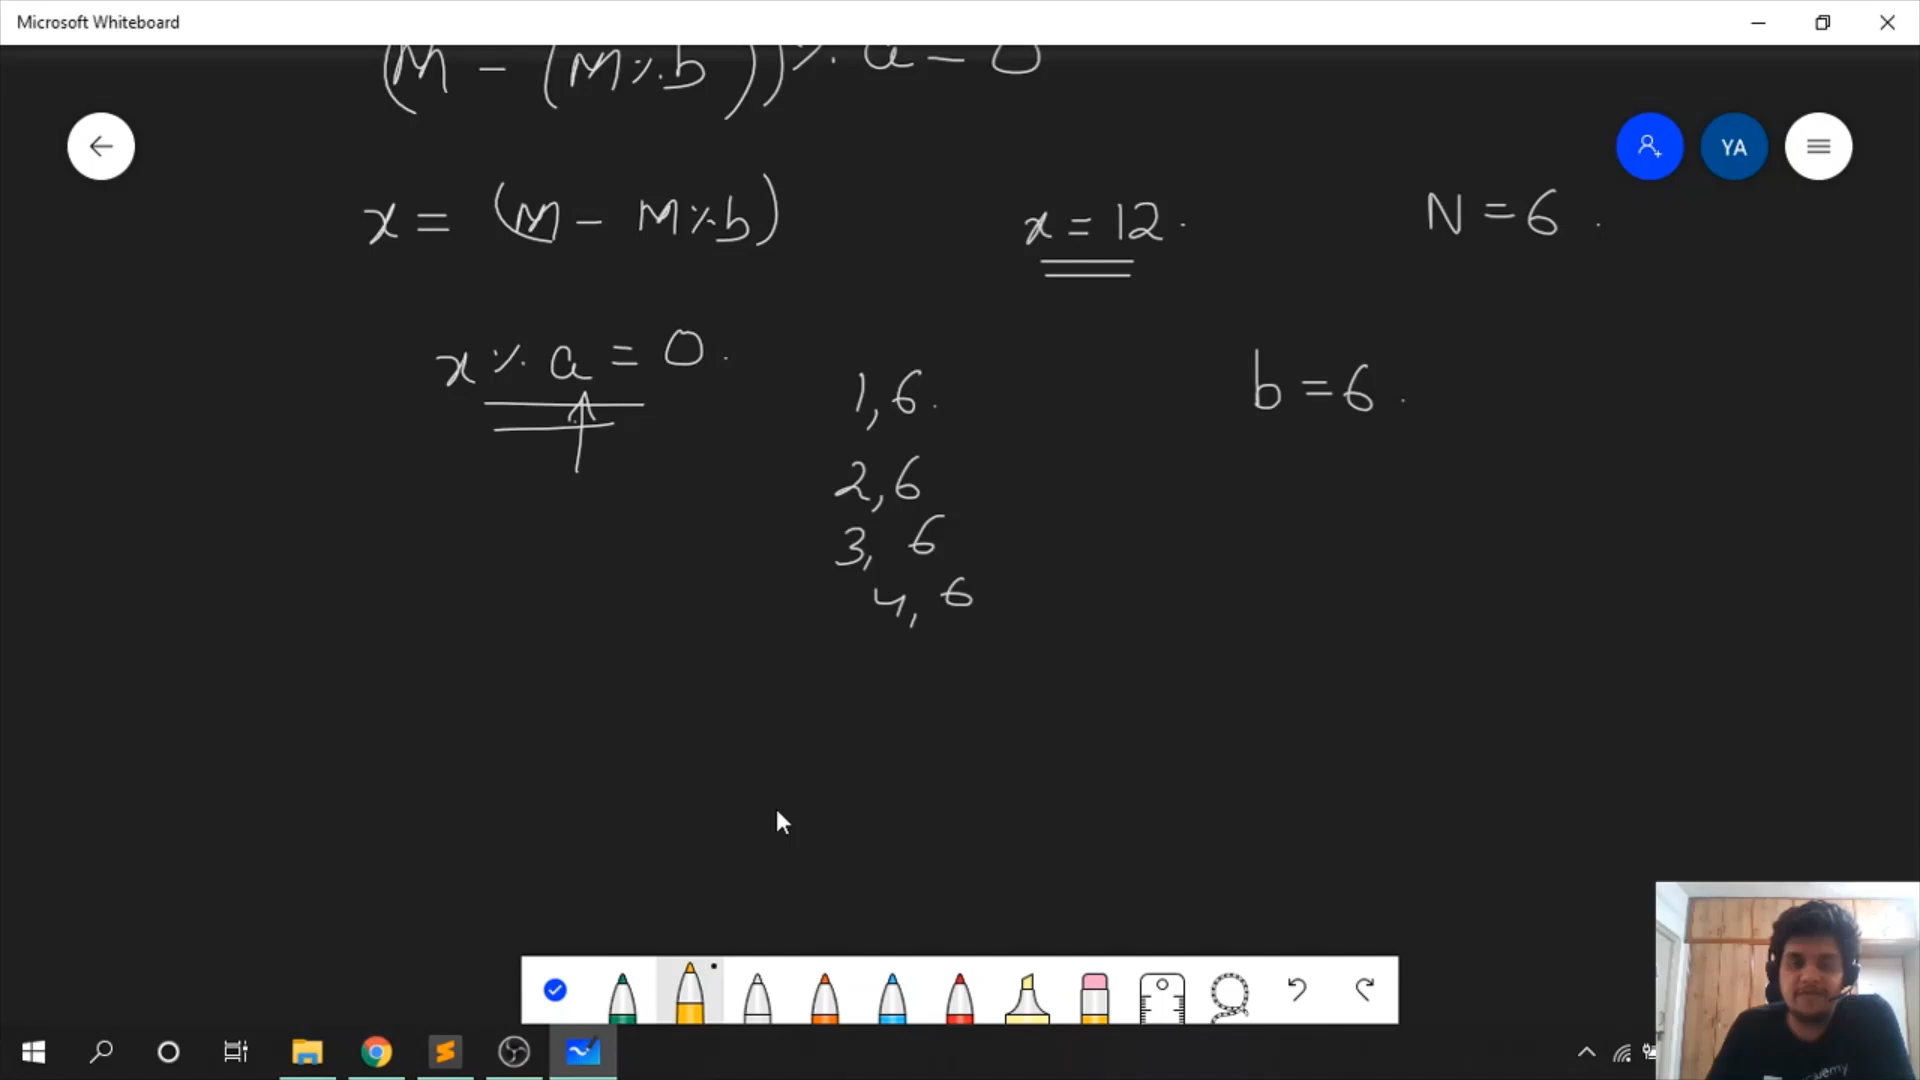 Microsoft Whiteboard
(M - (M%b))% a = 0
YA
x = (M - M%b)
x = 12.
N = 6.
x % a = 0.
1, 6.
b = 6.
2, 6
3, 6
4, 6